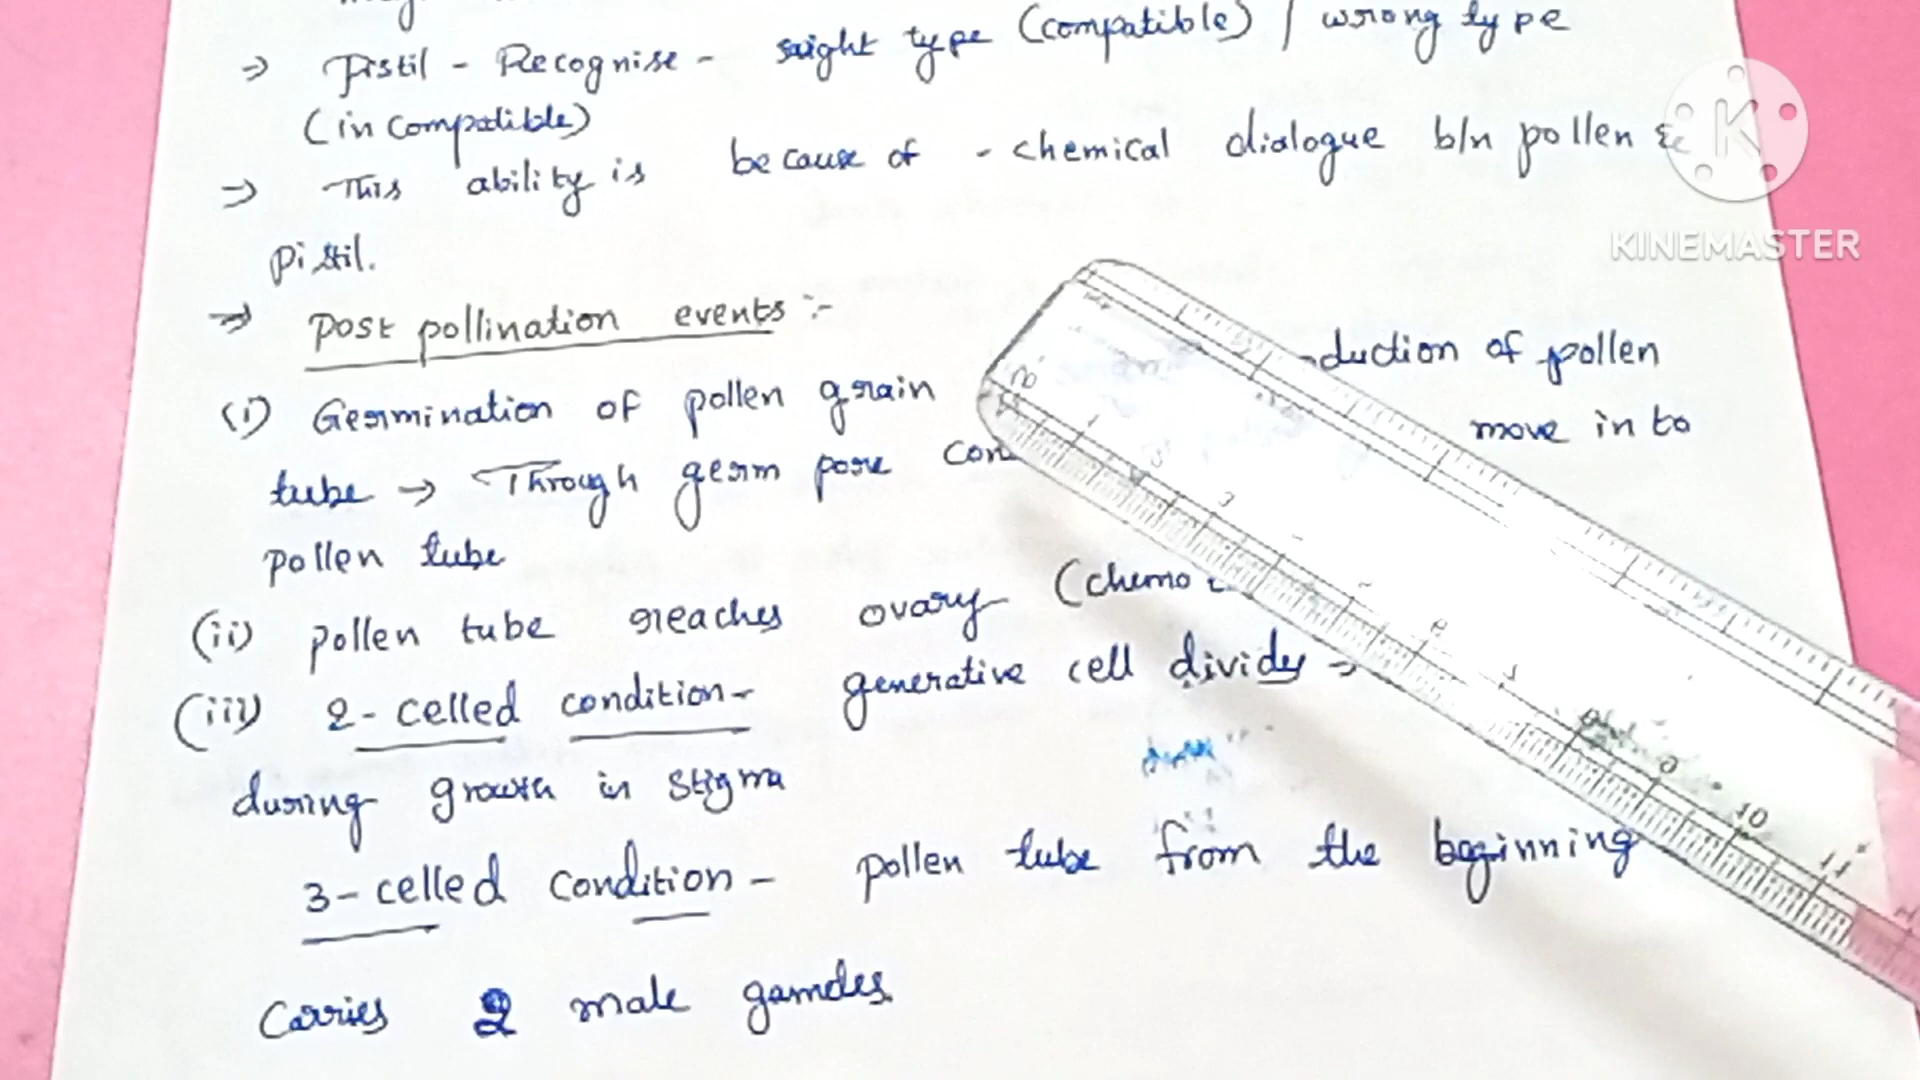 ⇒ Pistil - Recognise - right type (compatible) / wrong type
(incompatible)
⇒ This ability is because of - chemical dialogue b/n pollen &
pistil.
⇒ post pollination events :-
(i) Germination of pollen grain duction of pollen
tube → Through germ pore con move in to
pollen tube
(ii) pollen tube reaches ovary (chemo
(iii) 2-celled condition - generative cell divides →
during growth in stigma
3-celled condition - pollen tube from the beginning
Carries 2 male gametes.
K
KINEMASTER